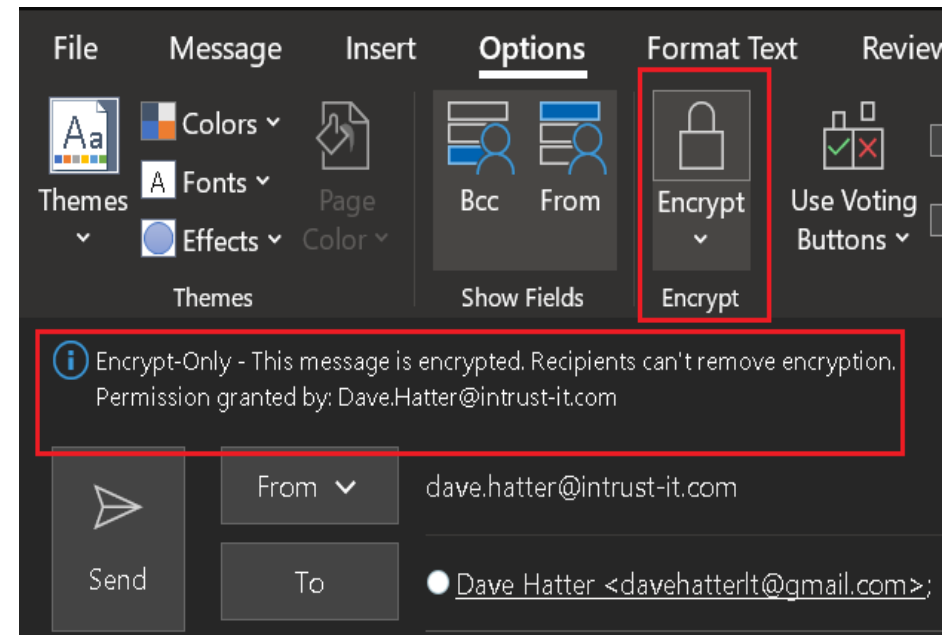 File Message Insert Options Format Text Review
Aa
Colors
A Fonts
Effects
Themes
Page
Color
Bcc From
Encrypt
Use Voting
Buttons
Themes Show Fields Encrypt
i Encrypt-Only - This message is encrypted. Recipients can't remove encryption.
Permission granted by: Dave.Hatter@intrust-it.com
Send
From dave.hatter@intrust-it.com
To Dave Hatter <davehatterlt@gmail.com>;